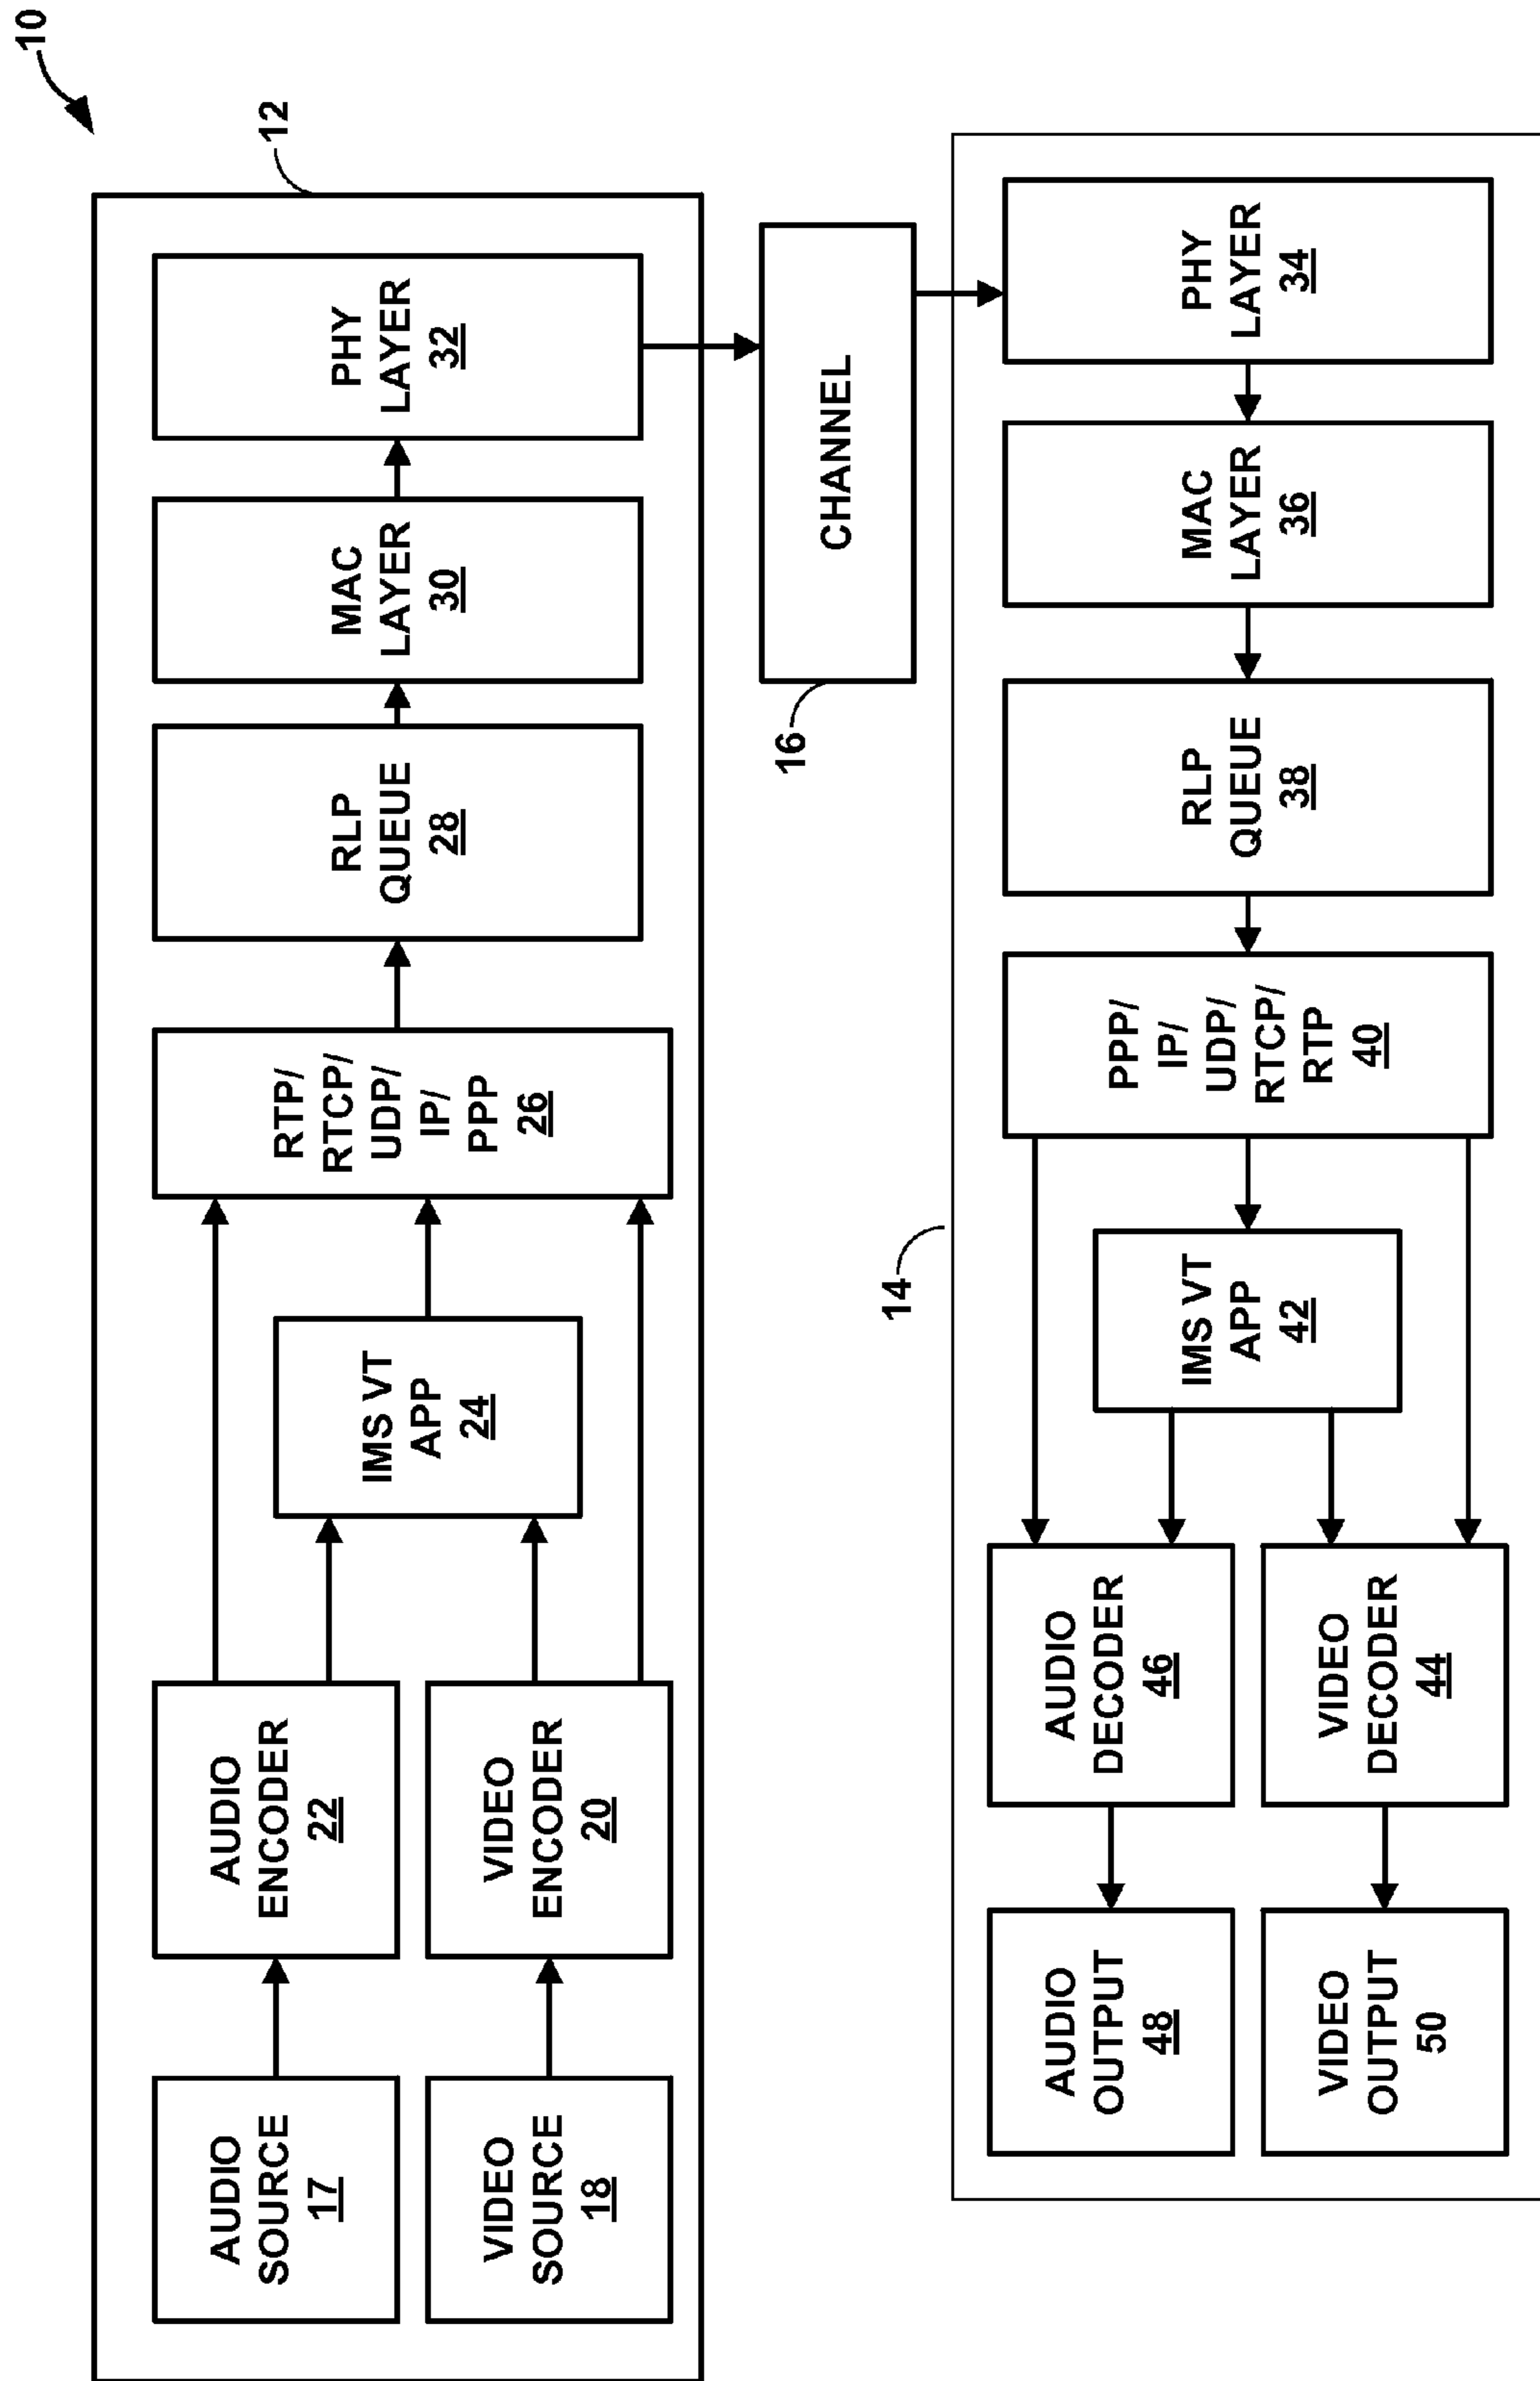 10
12
AUDIO
SOURCE
17
VIDEO
SOURCE
18
AUDIO
ENCODER
22
VIDEO
ENCODER
20
IMS VT
APP
24
RTP/
RTCP/
UDP/
IP/
PPP
26
RLP
QUEUE
28
MAC
LAYER
30
PHY
LAYER
32
16
CHANNEL
14
AUDIO
OUTPUT
48
VIDEO
OUTPUT
50
AUDIO
DECODER
46
VIDEO
DECODER
44
IMS VT
APP
42
PPP/
IP/
UDP/
RTCP/
RTP
40
RLP
QUEUE
38
MAC
LAYER
36
PHY
LAYER
34